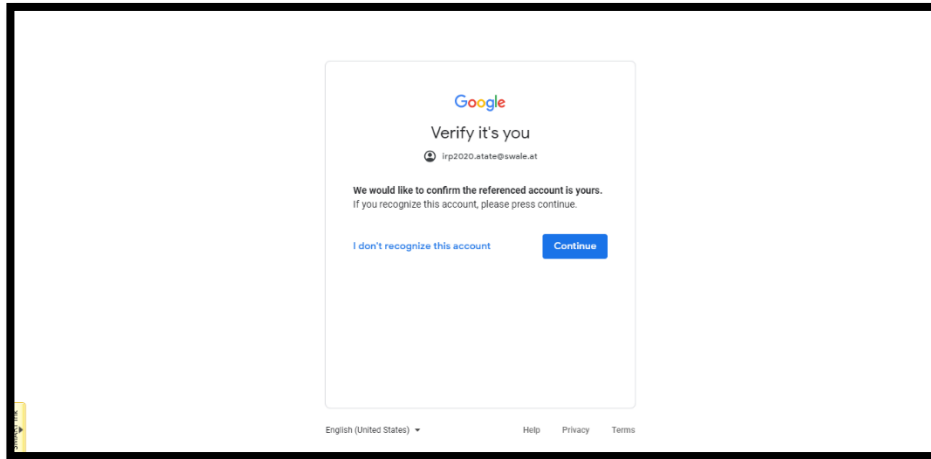 Google
Verify it's you
irp2020.atate@swale.at
We would like to confirm the referenced account is yours.
If you recognize this account, please press continue.
I don't recognize this account
Continue
English (United States)
Help Privacy Terms